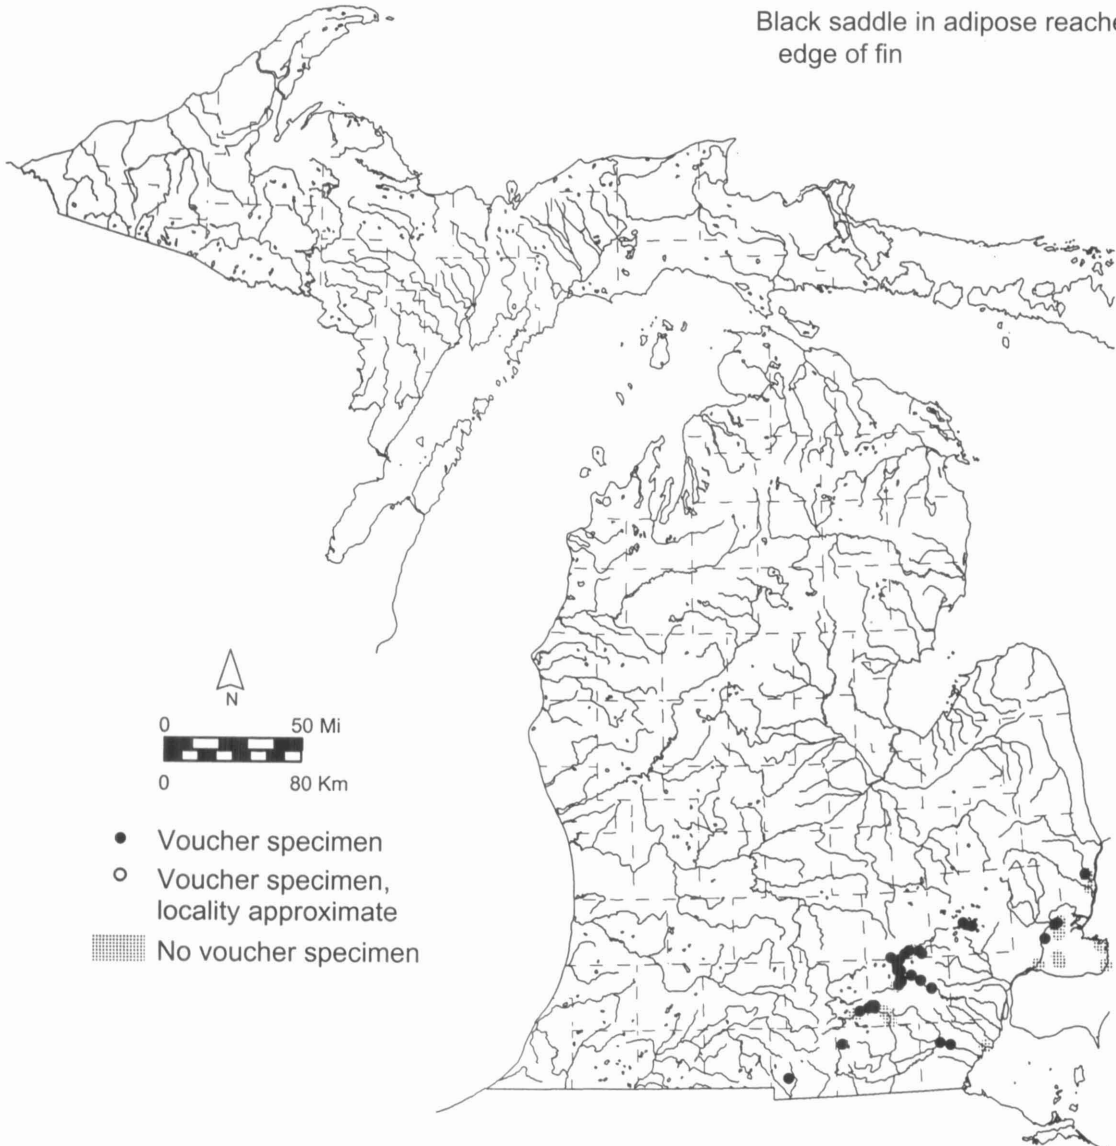 Black saddle in adipose reache
edge of fin
N
0 50 Mi
0 80 Km
Voucher specimen
Voucher specimen,
locality approximate
No voucher specimen